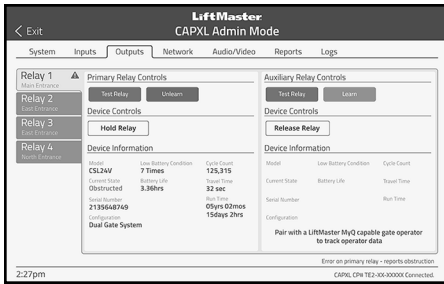 LiftMaster
Exit
CAPXL Admin Mode
System Inputs Outputs Network Audio/Video Reports Logs
Relay 1
Main Entrance
Relay 2
East Entrance
Relay 3
East Entrance
Relay 4
North Entrance
Primary Relay Controls
Test Relay Unlearn
Device Controls
Hold Relay
Device Information
Model Low Battery Condition Cycle Count
CSL24V 7 Times 125,315
Current State Battery Life Travel Time
Obstructed 3.36hrs 32 sec
Serial Number Run Time
2135648749 05yrs 02mos
15days 2hrs
Configuration
Dual Gate System
Auxiliary Relay Controls
Test Relay Learn
Device Controls
Release Relay
Device Information
Model Low Battery Condition Cycle Count
Current State Battery Life Travel Time
Serial Number Run Time
Configuration
Pair with a LiftMaster MyQ capable gate operator
to track operator data
Error on primary relay - reports obstruction
2:27pm
CAPXL CP# TE2-XX-XXXXX Connected.